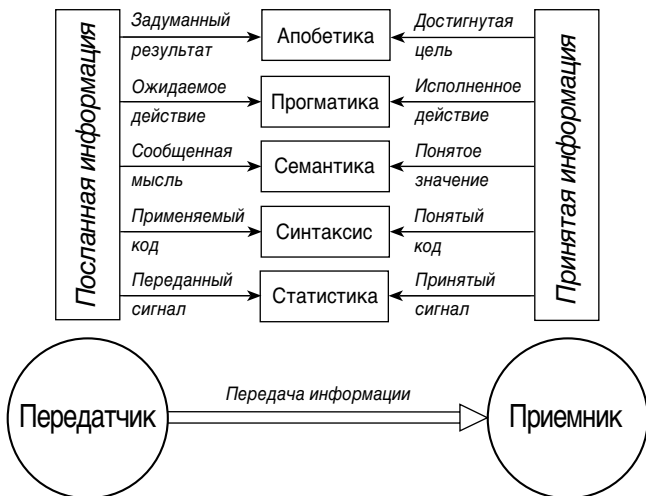 Посланная информация
Задуманный
результат
Апобетика
Достигнутая
цель
Ожидаемое
действие
Прогматика
Исполненное
действие
Сообщенная
мысль
Семантика
Понятое
значение
Применяемый
код
Синтаксис
Понятый
код
Переданный
сигнал
Статистика
Принятый
сигнал
Принятая информация
Передатчик
Передача информации
Приемник